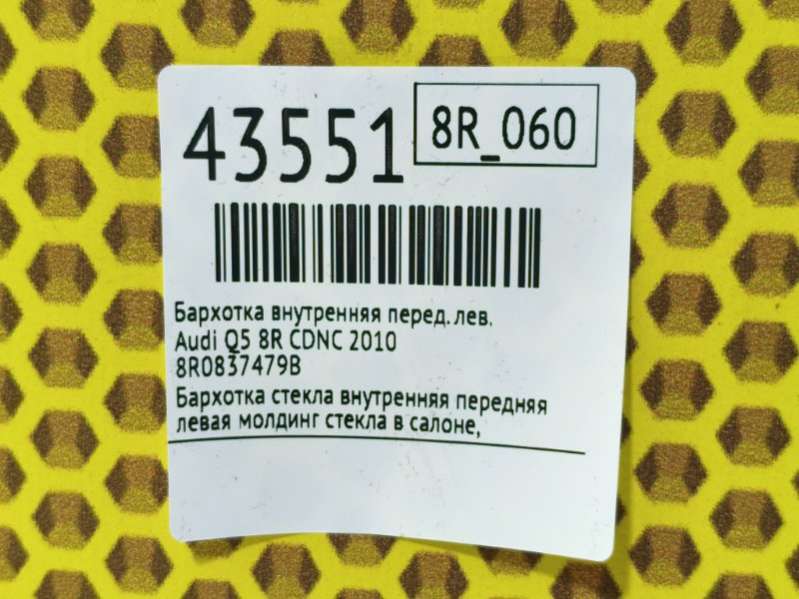 43551
8R_060
Бархотка внутренняя перед. лев.
Audi Q5 8R CDNC 2010
8R0837479B
Бархотка стекла внутренняя передняя
левая молдинг стекла в салоне,